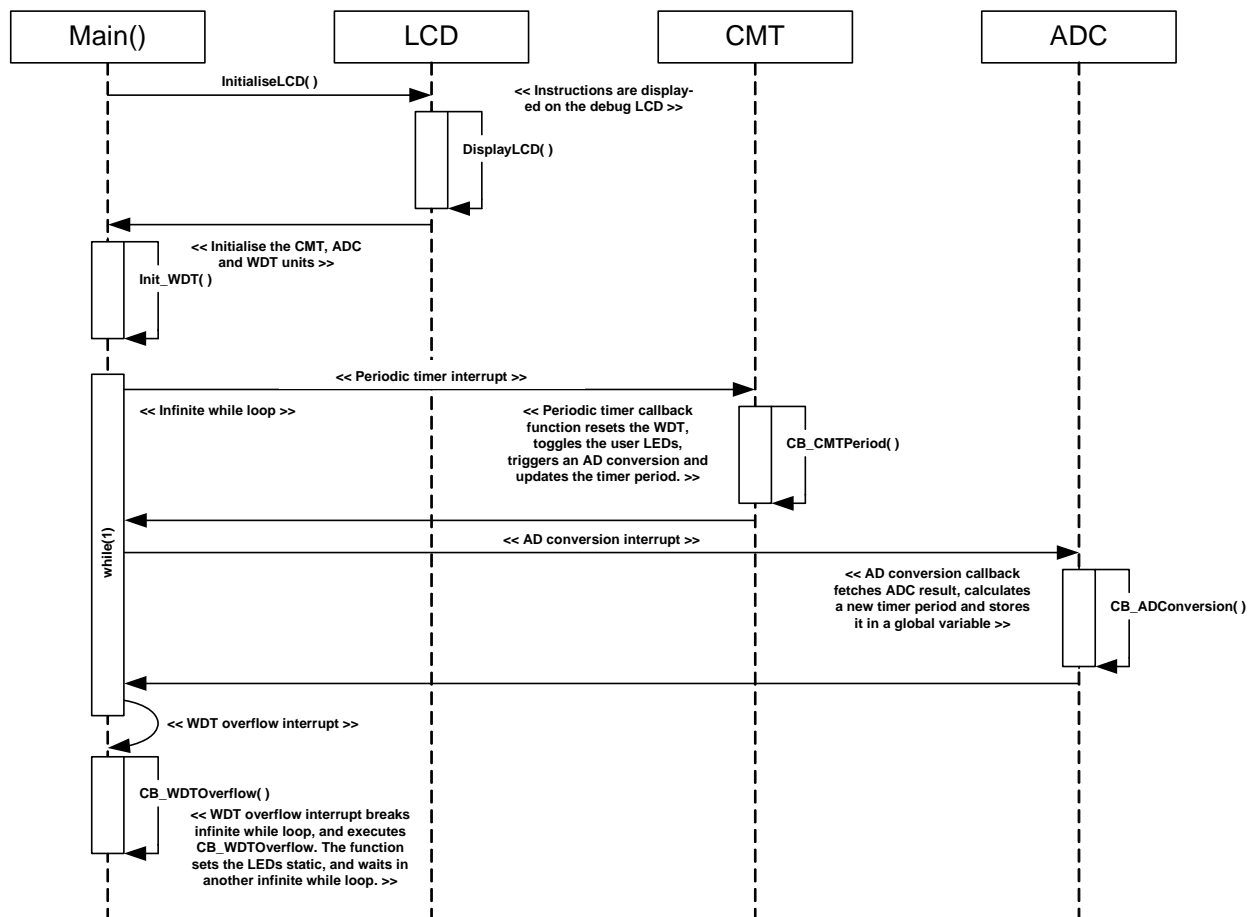 Main()
LCD
CMT
ADC
InitialiseLCD( )
<< Instructions are display-
ed on the debug LCD >>
DisplayLCD( )
<< Initialise the CMT, ADC
and WDT units >>
Init_WDT( )
<< Periodic timer interrupt >>
<< Infinite while loop >>
<< Periodic timer callback
function resets the WDT,
toggles the user LEDs,
triggers an AD conversion and
updates the timer period. >>
CB_CMTPeriod( )
while(1)
<< AD conversion interrupt >>
<< AD conversion callback
fetches ADC result, calculates
a new timer period and stores
it in a global variable >>
CB_ADConversion( )
<< WDT overflow interrupt >>
CB_WDTOverflow( )
<< WDT overflow interrupt breaks
infinite while loop, and executes
CB_WDTOverflow. The function
sets the LEDs static, and waits in
another infinite while loop. >>